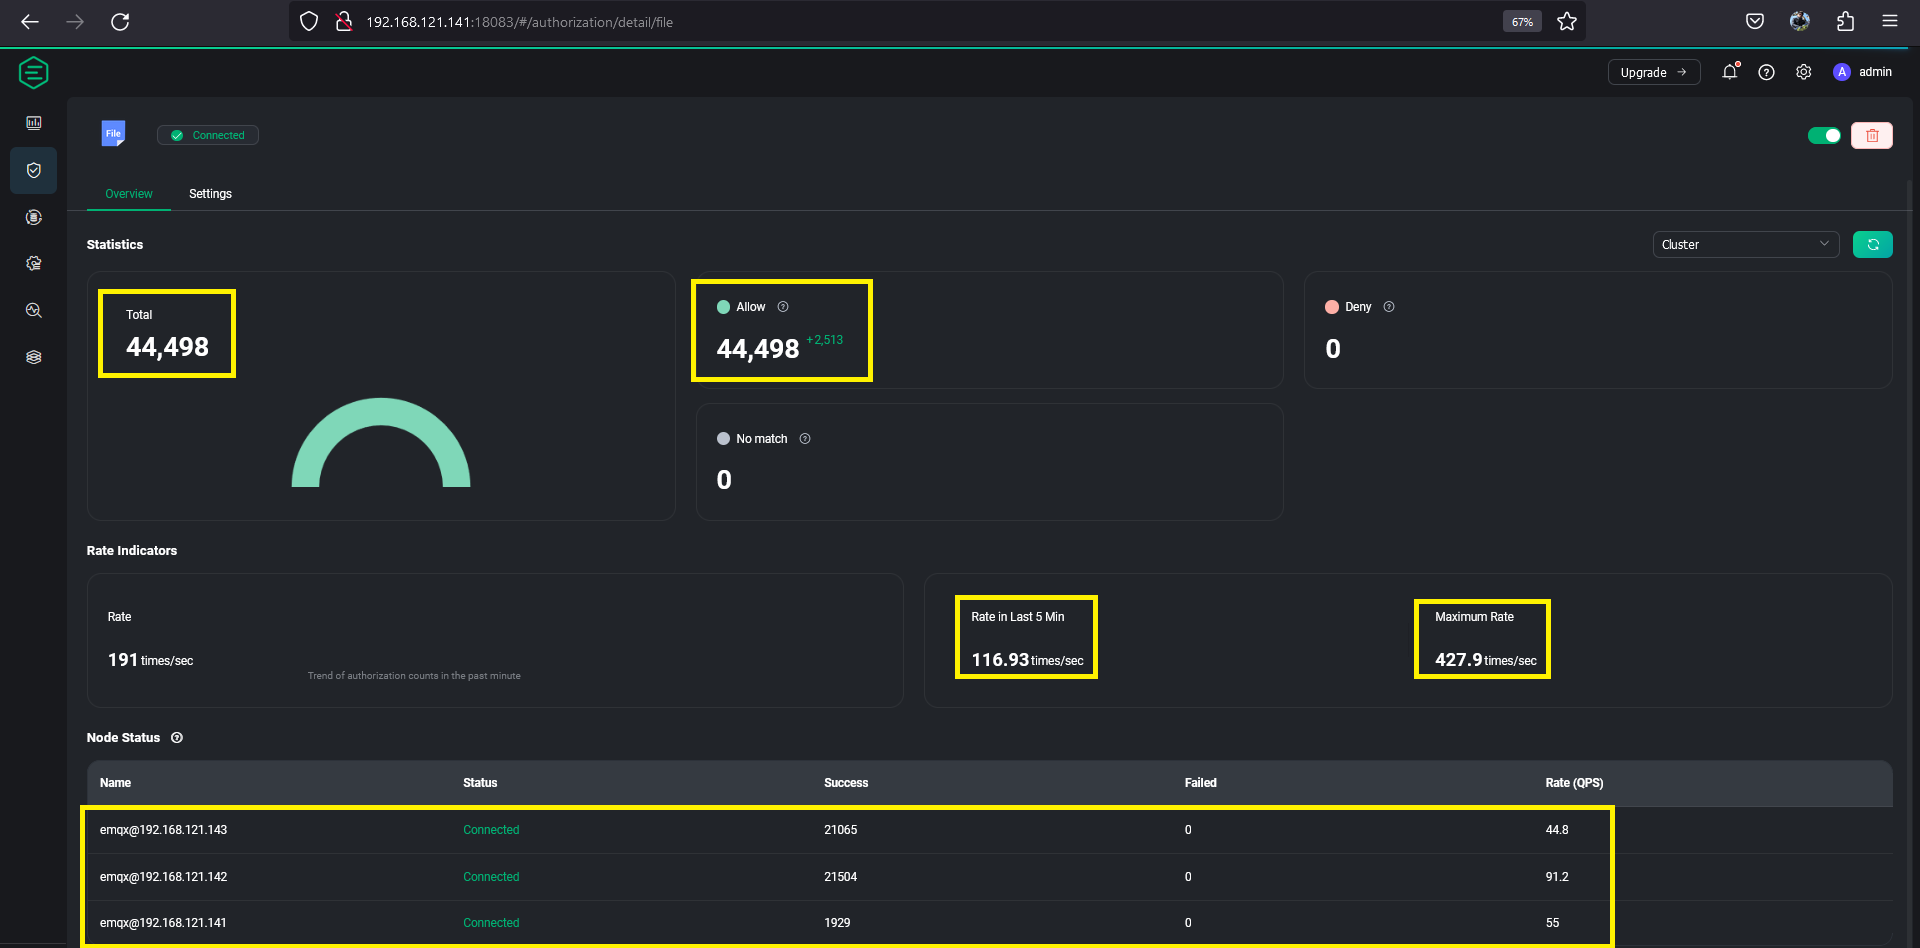 192.168.121.141:18083/#/authorization/detail/file
67%
Upgrade →
A admin
File
Connected
Overview Settings
Statistics
Cluster
Total
44,498
Allow
44,498 +2,513
Deny
0
No match
0
Rate Indicators
Rate
191 times/sec
Trend of authorization counts in the past minute
Rate in Last 5 Min
116.93 times/sec
Maximum Rate
427.9 times/sec
Node Status
Name Status Success Failed Rate (QPS)
emqx@192.168.121.143 Connected 21065 0 44.8
emqx@192.168.121.142 Connected 21504 0 91.2
emqx@192.168.121.141 Connected 1929 0 55